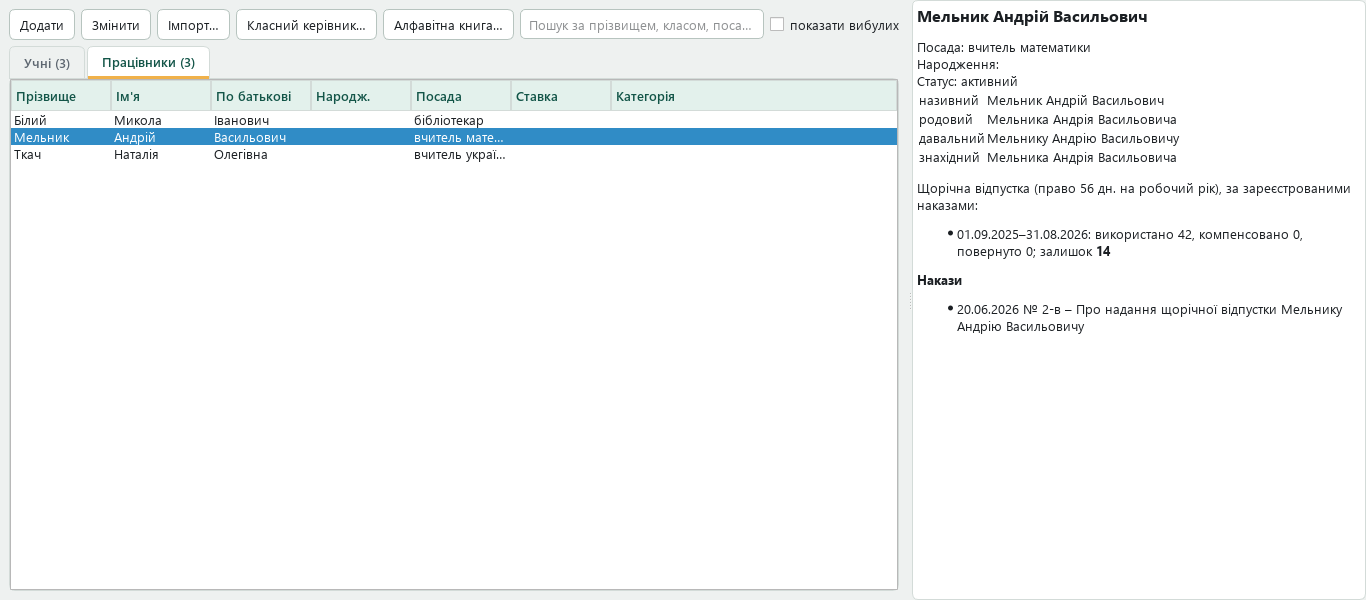 Додати Змінити Імпорт... Класний керівник... Алфавітна книга... Пошук за прізвищем, класом, поса... показати вибулих
Учні (3) Працівники (3)
Прізвище Ім'я По батькові Народж. Посада Ставка Категорія
Білий Микола Іванович бібліотекар
Мельник Андрій Васильович вчитель мате...
Ткач Наталія Олегівна вчитель украї...
Мельник Андрій Васильович
Посада: вчитель математики
Народження:
Статус: активний
називний Мельник Андрій Васильович
родовий Мельника Андрія Васильовича
давальний Мельнику Андрію Васильовичу
знахідний Мельника Андрія Васильовича
Щорічна відпустка (право 56 дн. на робочий рік), за зареєстрованими
наказами:
• 01.09.2025–31.08.2026: використано 42, компенсовано 0,
повернуто 0; залишок 14
Накази
• 20.06.2026 № 2-в – Про надання щорічної відпустки Мельнику
Андрію Васильовичу